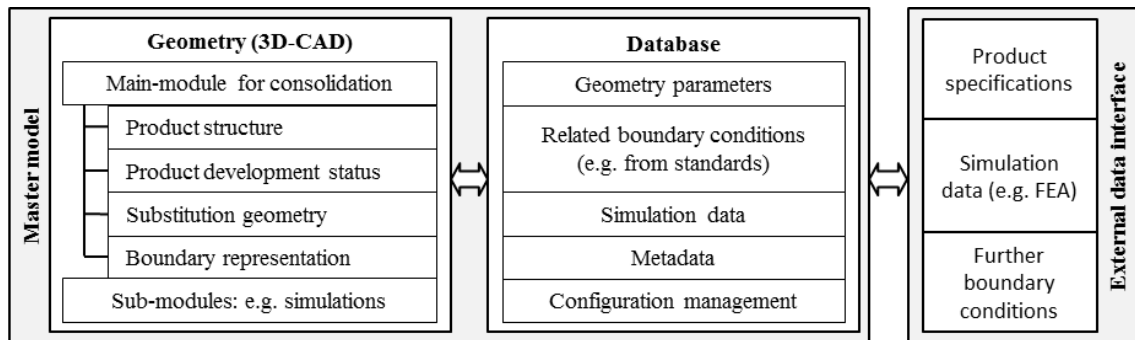 Master model
Geometry (3D-CAD)
Main-module for consolidation
Product structure
Product development status
Substitution geometry
Boundary representation
Sub-modules: e.g. simulations
Database
Geometry parameters
Related boundary conditions
(e.g. from standards)
Simulation data
Metadata
Configuration management
Product
specifications
Simulation
data (e.g. FEA)
Further
boundary
conditions
External data interface